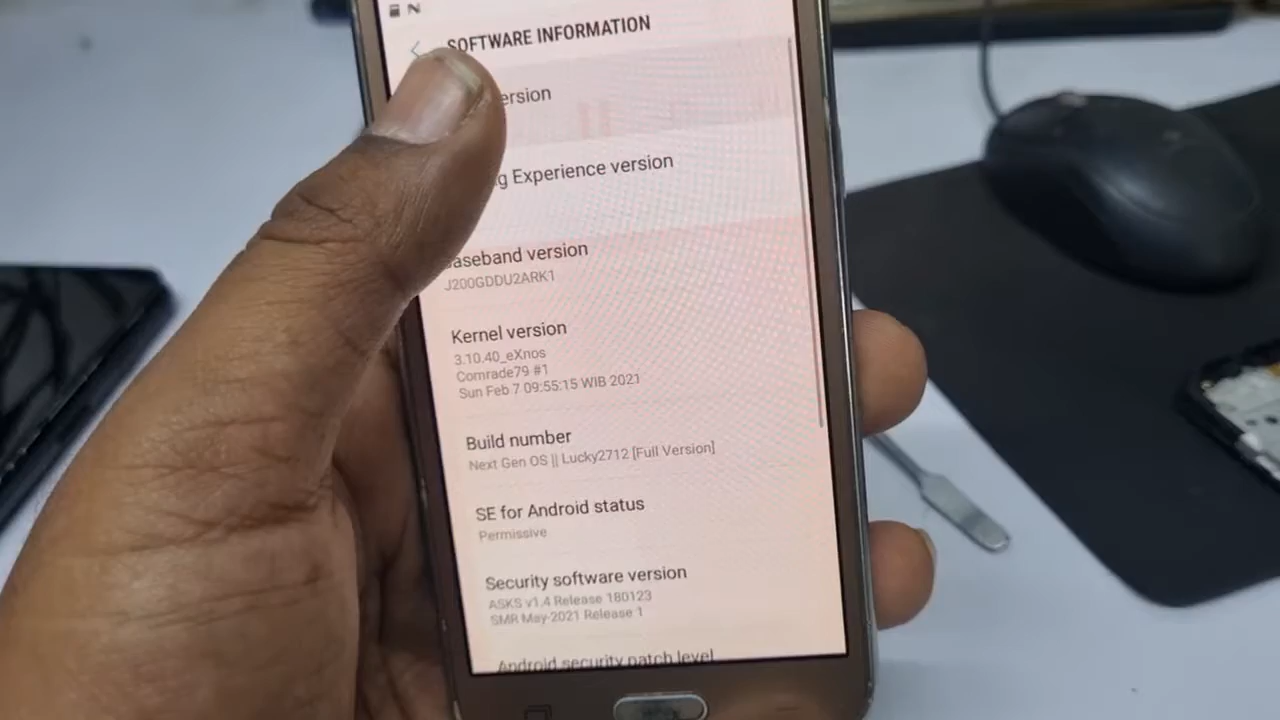 SOFTWARE INFORMATION
ersion
g Experience version
aseband version
J200GDDU2ARK1
Kernel version
3.10.40_eXnos
Comrade79 #1
Sun Feb 7 09:55:15 WIB 2021
Build number
Next Gen OS || Lucky2712 [Full Version]
SE for Android status
Permissive
Security software version
ASKS v1.4 Release 180123
SMR May-2021 Release 1
Android security patch level